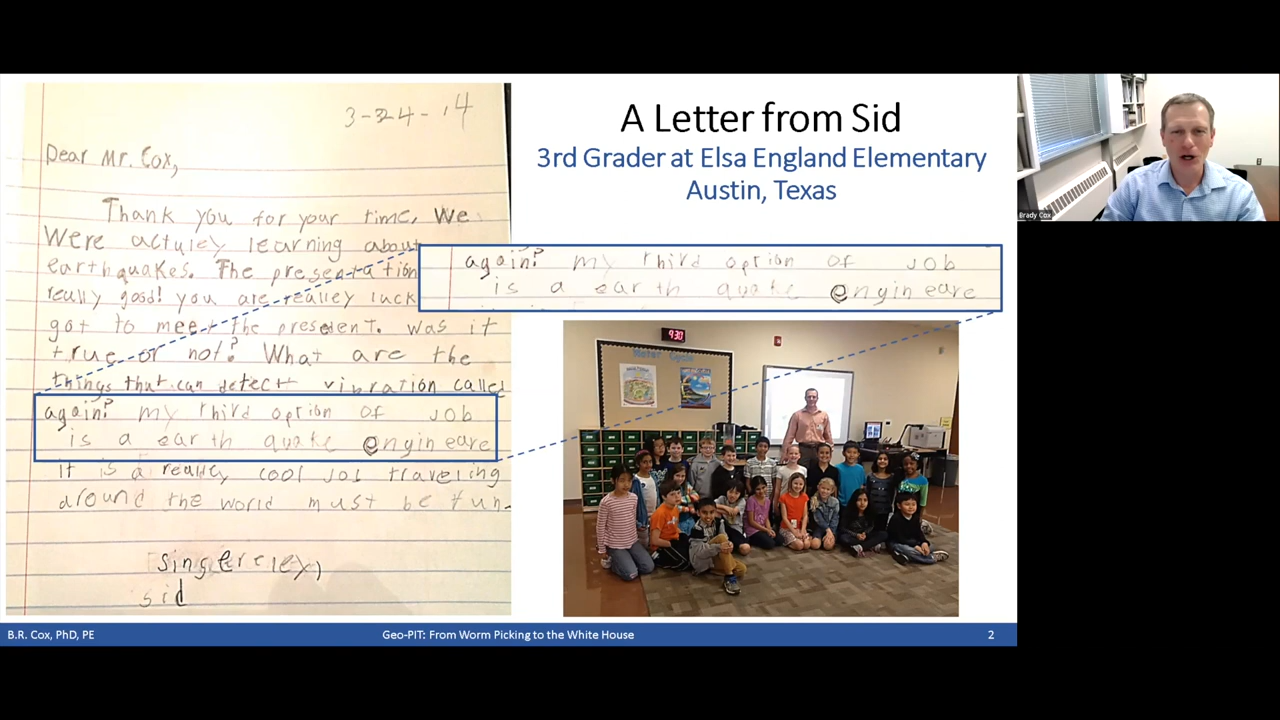 3-24-14
Dear Mr. Cox,
Thank you for your time. We
were actuley learning about
earthquakes. The presentation
really good! you are realley luck
got to meet the president. was it
true or not? What are the
things that can detect vibration called
again? my third option of job
is a earth quake engineare
it is a really cool job traveling
around the world must be fun.
singercley,
sid
A Letter from Sid
3rd Grader at Elsa England Elementary
Austin, Texas
again? my third option of job
is a earth quake engineare
9:30
Water Cycle
Brady Cox
B.R. Cox, PhD, PE
Geo-PIT: From Worm Picking to the White House
2